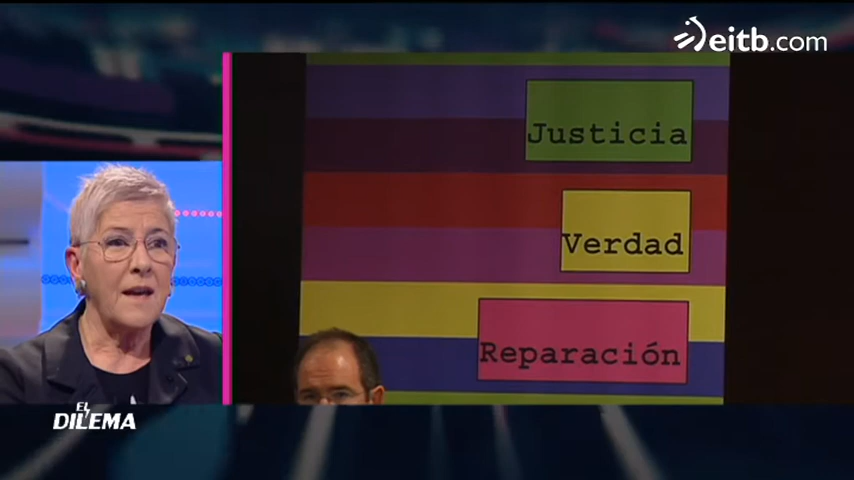 eitb.com
Justicia
Verdad
Reparación
EL
DILEMA